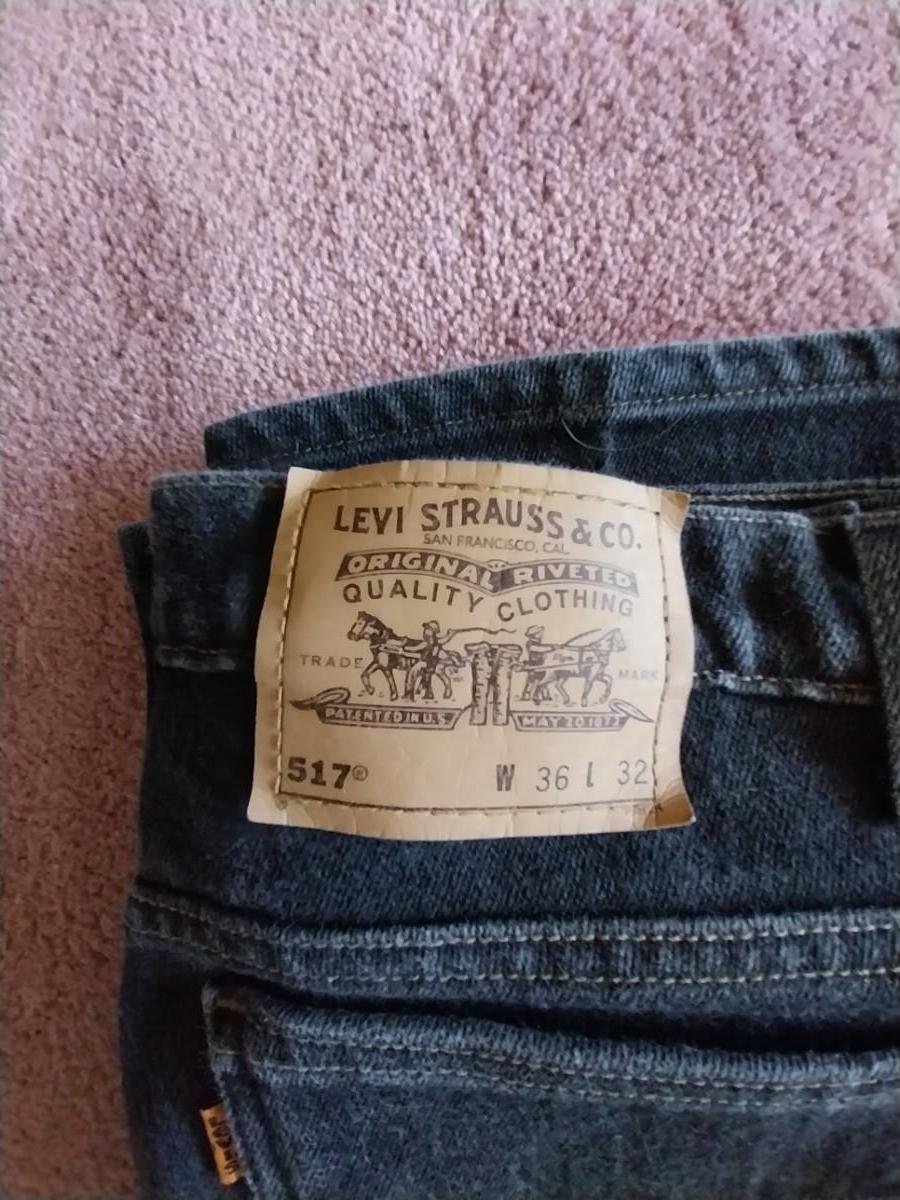 LEVI STRAUSS & CO.
SAN FRANCISCO, CAL.
ORIGINAL RIVETED
QUALITY CLOTHING
TRADE MARK
PATENTED IN U.S. MAY 20 1873
517® W 36 L 32